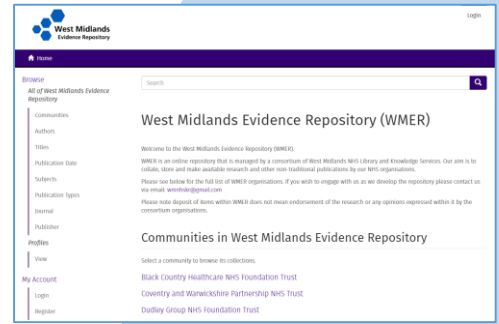 West Midlands
Evidence Repository
Login
Home
Browse
All of West Midlands Evidence
Repository
Communities
Authors
Titles
Publication Date
Subjects
Publication Types
Journal
Publisher
Profiles
View
My Account
Login
Register
Search
West Midlands Evidence Repository (WMER)
Welcome to the West Midlands Evidence Repository (WMER).
WMER is an online repository that is managed by a consortium of West Midlands NHS Library and Knowledge Services. Our aim is to
collate, store and make available research and other non-traditional publications by our NHS organisations.
Please see below for the full list of WMER organisations. If you wish to engage with us as we develop the repository please contact us
via email:
Please note deposit of items within WMER does not mean endorsement of the research or any opinions expressed within it by the
consortium organisations.
Communities in West Midlands Evidence Repository
Select a community to browse its collections.
Black Country Healthcare NHS Foundation Trust
Coventry and Warwickshire Partnership NHS Trust
Dudley Group NHS Foundation Trust